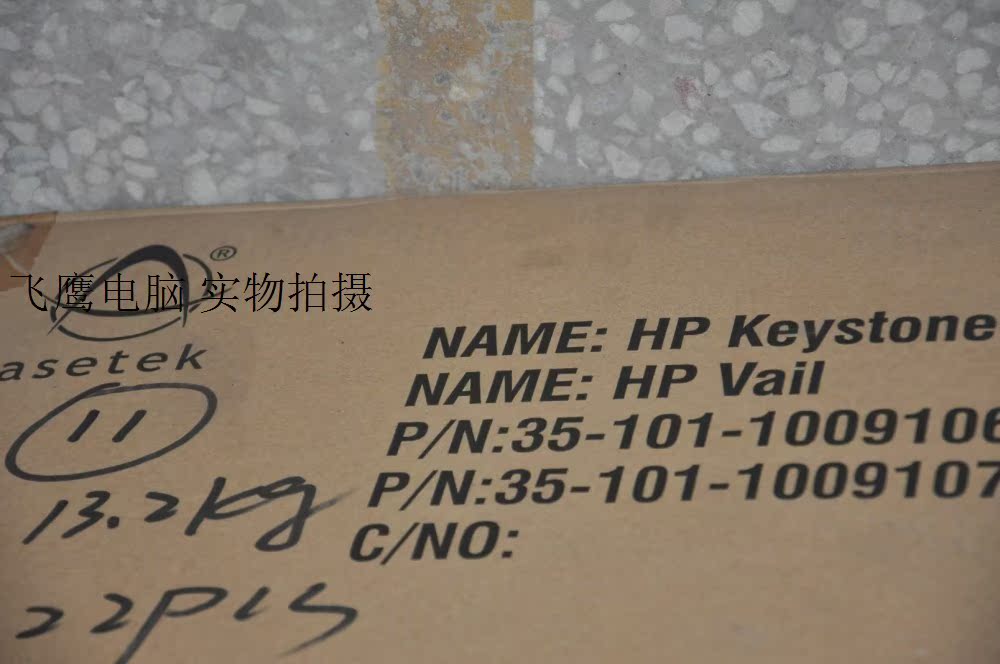 ®
飞鹰电脑 实物拍摄
asetek
11
13.2kg
22pcs
NAME: HP Keystone
NAME: HP Vail
P/N:35-101-1009106
P/N:35-101-1009107
C/NO: